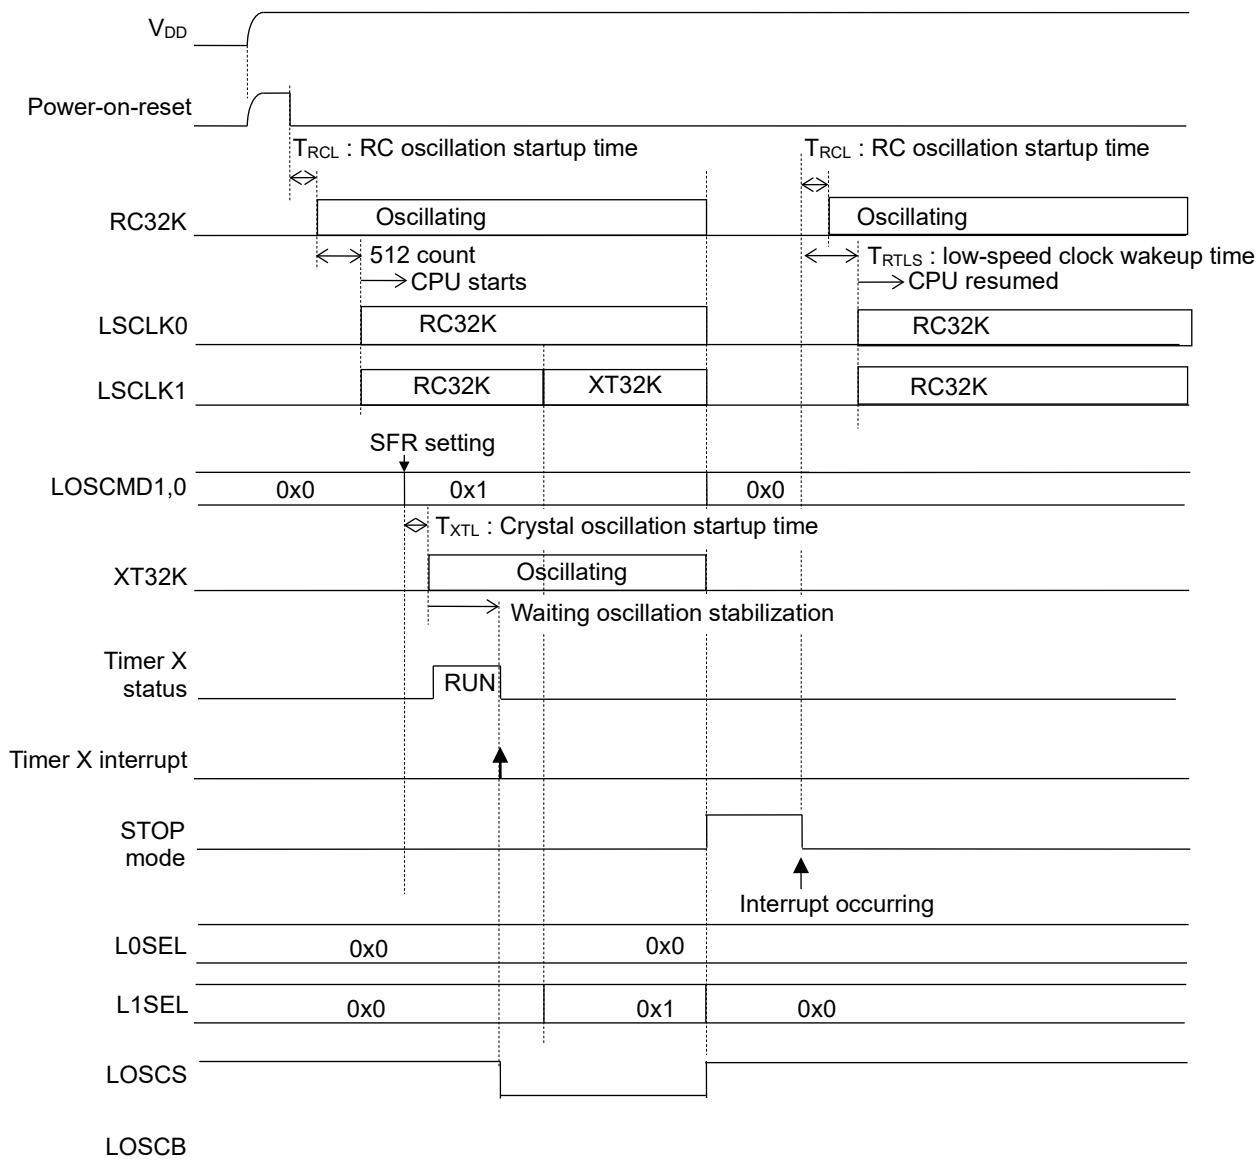 VDD
Power-on-reset
TRCL : RC oscillation startup time
TRCL : RC oscillation startup time
RC32K
Oscillating
Oscillating
512 count
TRTLS : low-speed clock wakeup time
CPU starts
CPU resumed
LSCLK0
RC32K
RC32K
LSCLK1
RC32K
XT32K
RC32K
SFR setting
LOSCMD1,0
0x0
0x1
0x0
TXTL : Crystal oscillation startup time
XT32K
Oscillating
Waiting oscillation stabilization
Timer X
status
RUN
Timer X interrupt
STOP
mode
Interrupt occurring
L0SEL
0x0
0x0
L1SEL
0x0
0x1
0x0
LOSCS
LOSCB